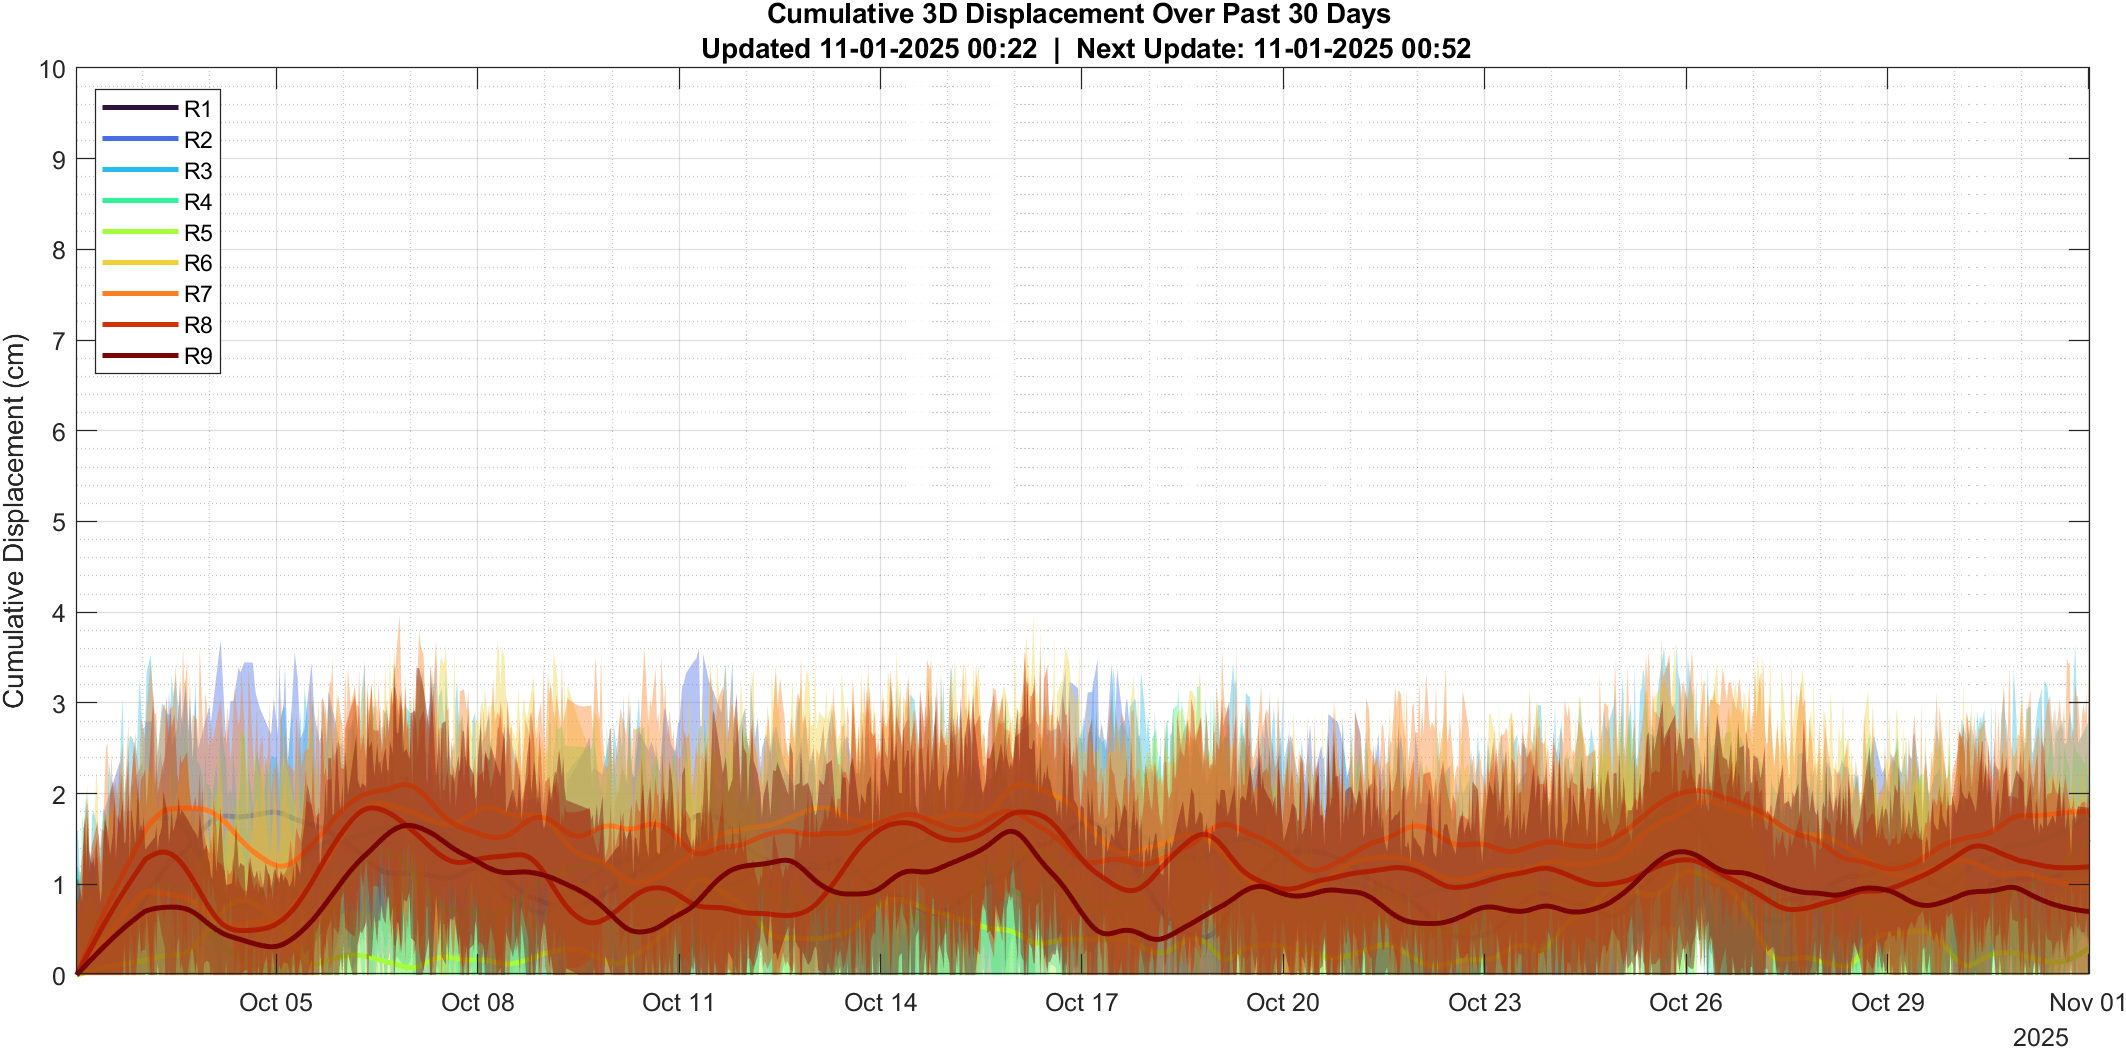 Cumulative 3D Displacement Over Past 30 Days
Updated 11-01-2025 00:22 | Next Update: 11-01-2025 00:52
Cumulative Displacement (cm)
10
9
8
7
6
5
4
3
2
1
0
R1
R2
R3
R4
R5
R6
R7
R8
R9
Oct 05
Oct 08
Oct 11
Oct 14
Oct 17
Oct 20
Oct 23
Oct 26
Oct 29
Nov 01
2025